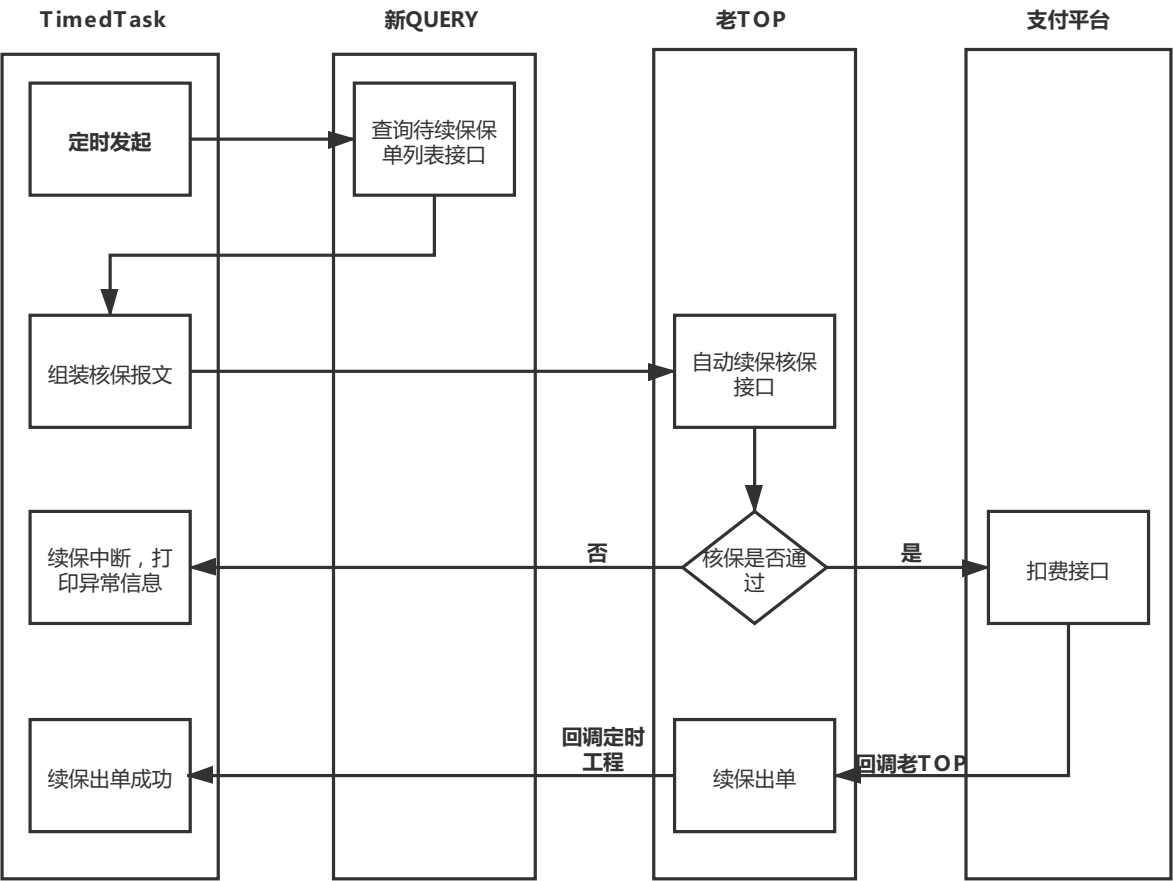 TimedTask
新QUERY
老TOP
支付平台
定时发起
查询待续保保
单列表接口
组装核保报文
自动续保核保
接口
续保中断，打
印异常信息
否
核保是否通
过
是
扣费接口
续保出单成功
回调定时
工程
续保出单
回调老TOP